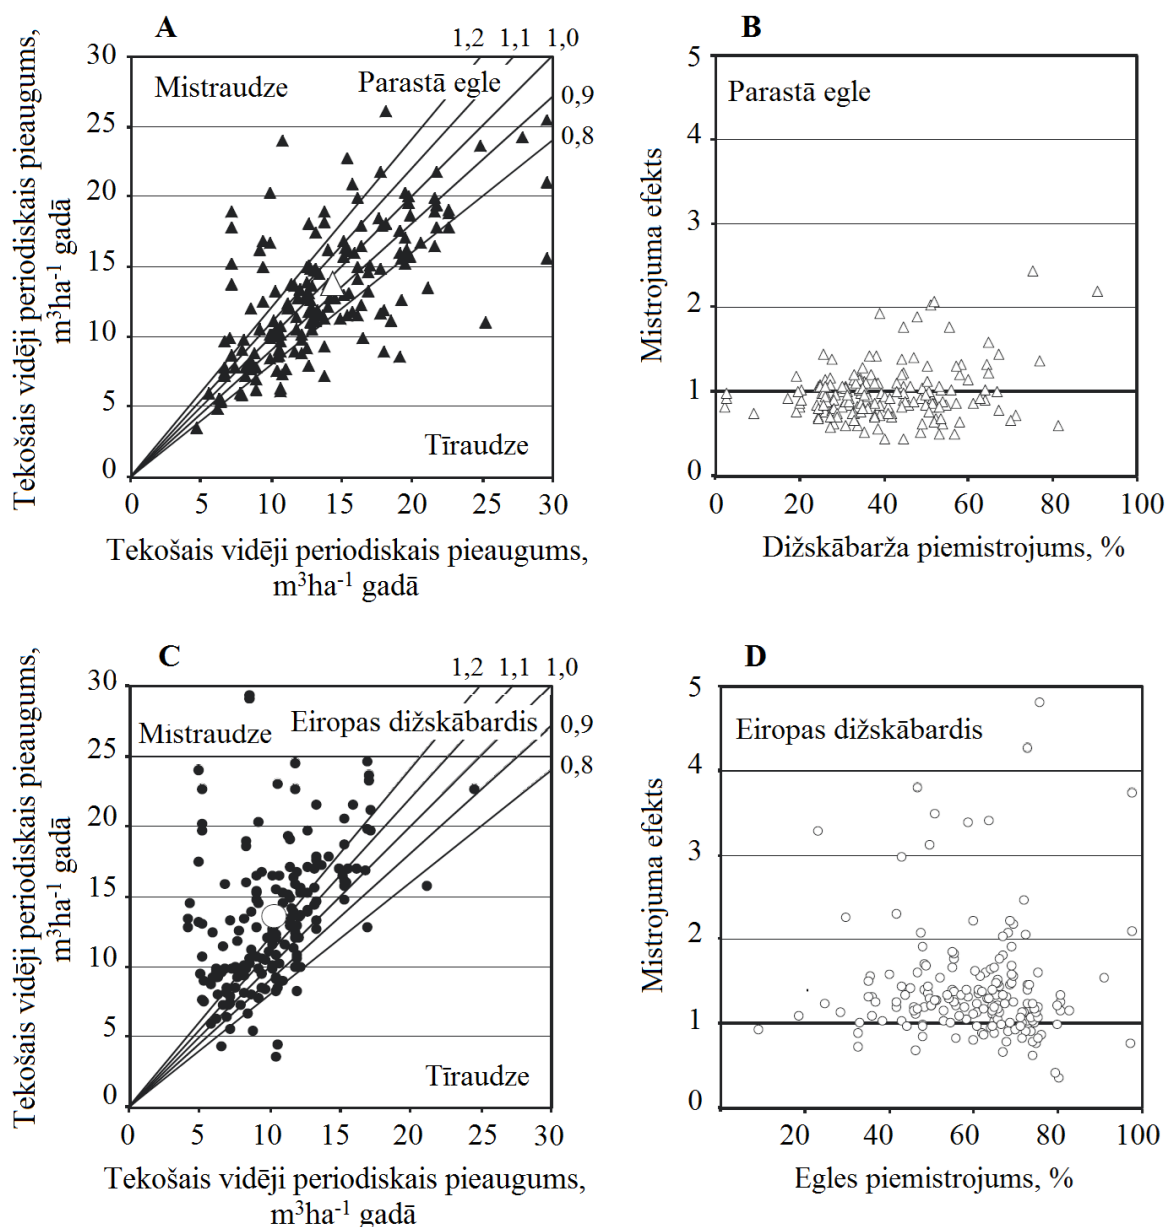 A
1,2 1,1 1,0
30
Mistraudze
Parastā egle
0,9
25
0,8
20
15
10
5
Tīraudze
0
0 5 10 15 20 25 30
Tekošais vidēji periodiskais pieaugums,
m³ha⁻¹ gadā
Tekošais vidēji periodiskais pieaugums,
m³ha⁻¹ gadā
B
5
Parastā egle
4
3
2
1
0
0 20 40 60 80 100
Mistrojuma efekts
Dižskābarža piemistrojums, %
C
1,2 1,1 1,0
30
Eiropas dižskābardis
Mistraudze
0,9
25
0,8
20
15
10
5
Tīraudze
0
0 5 10 15 20 25 30
Tekošais vidēji periodiskais pieaugums,
m³ha⁻¹ gadā
Tekošais vidēji periodiskais pieaugums,
m³ha⁻¹ gadā
D
5
Eiropas dižskābardis
4
3
2
1
0
20 40 60 80 100
Mistrojuma efekts
Egles piemistrojums, %